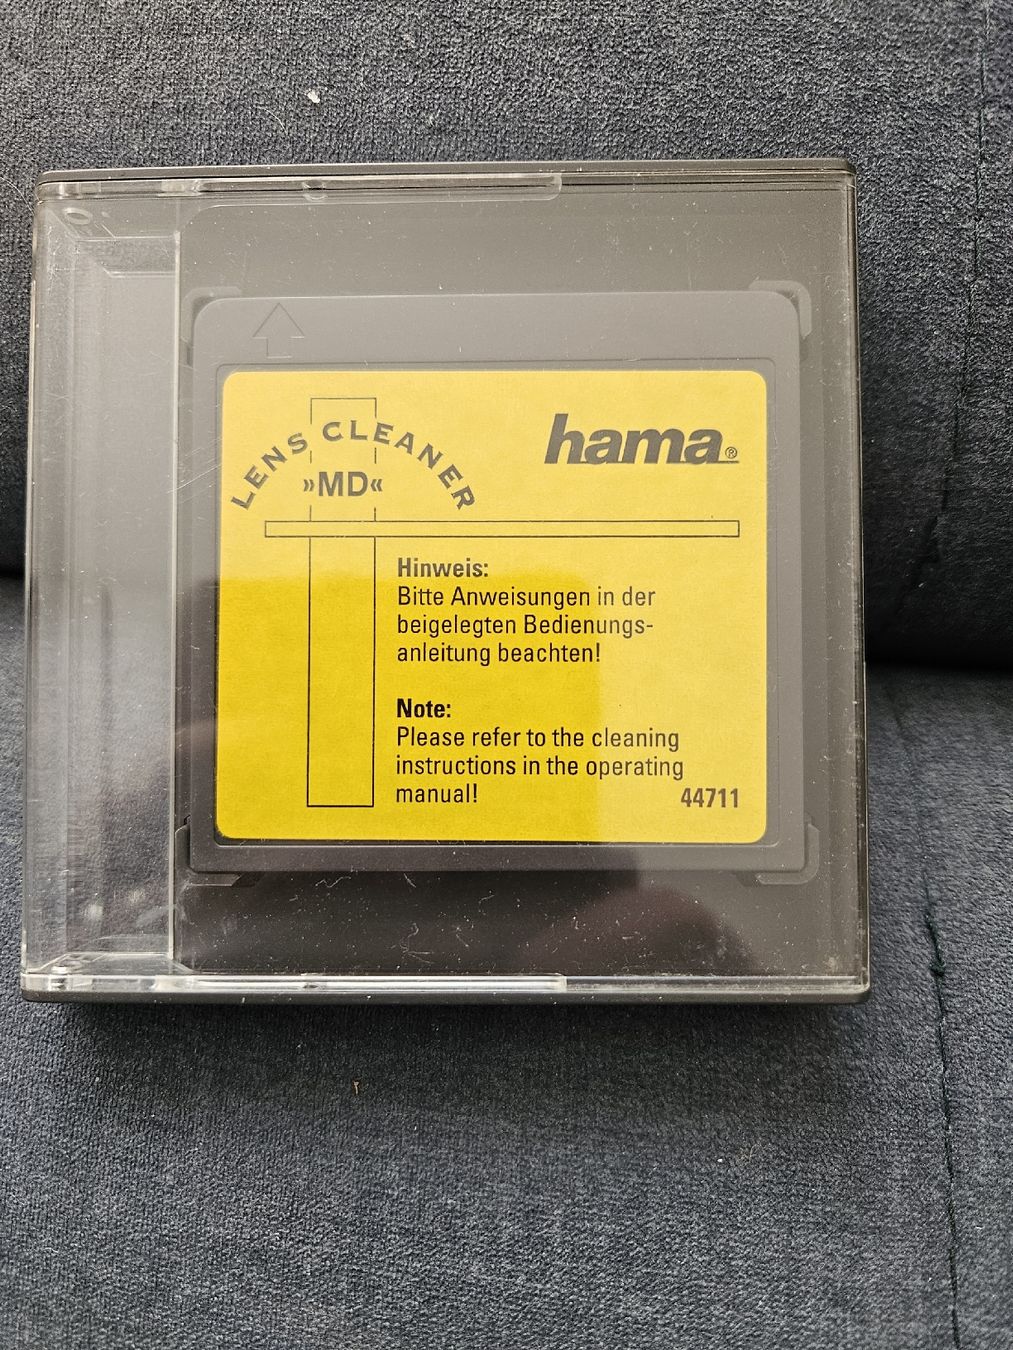 LENS CLEANER
»MD«
hama®
Hinweis:
Bitte Anweisungen in der
beigelegten Bedienungs-
anleitung beachten!
Note:
Please refer to the cleaning
instructions in the operating
manual!
44711